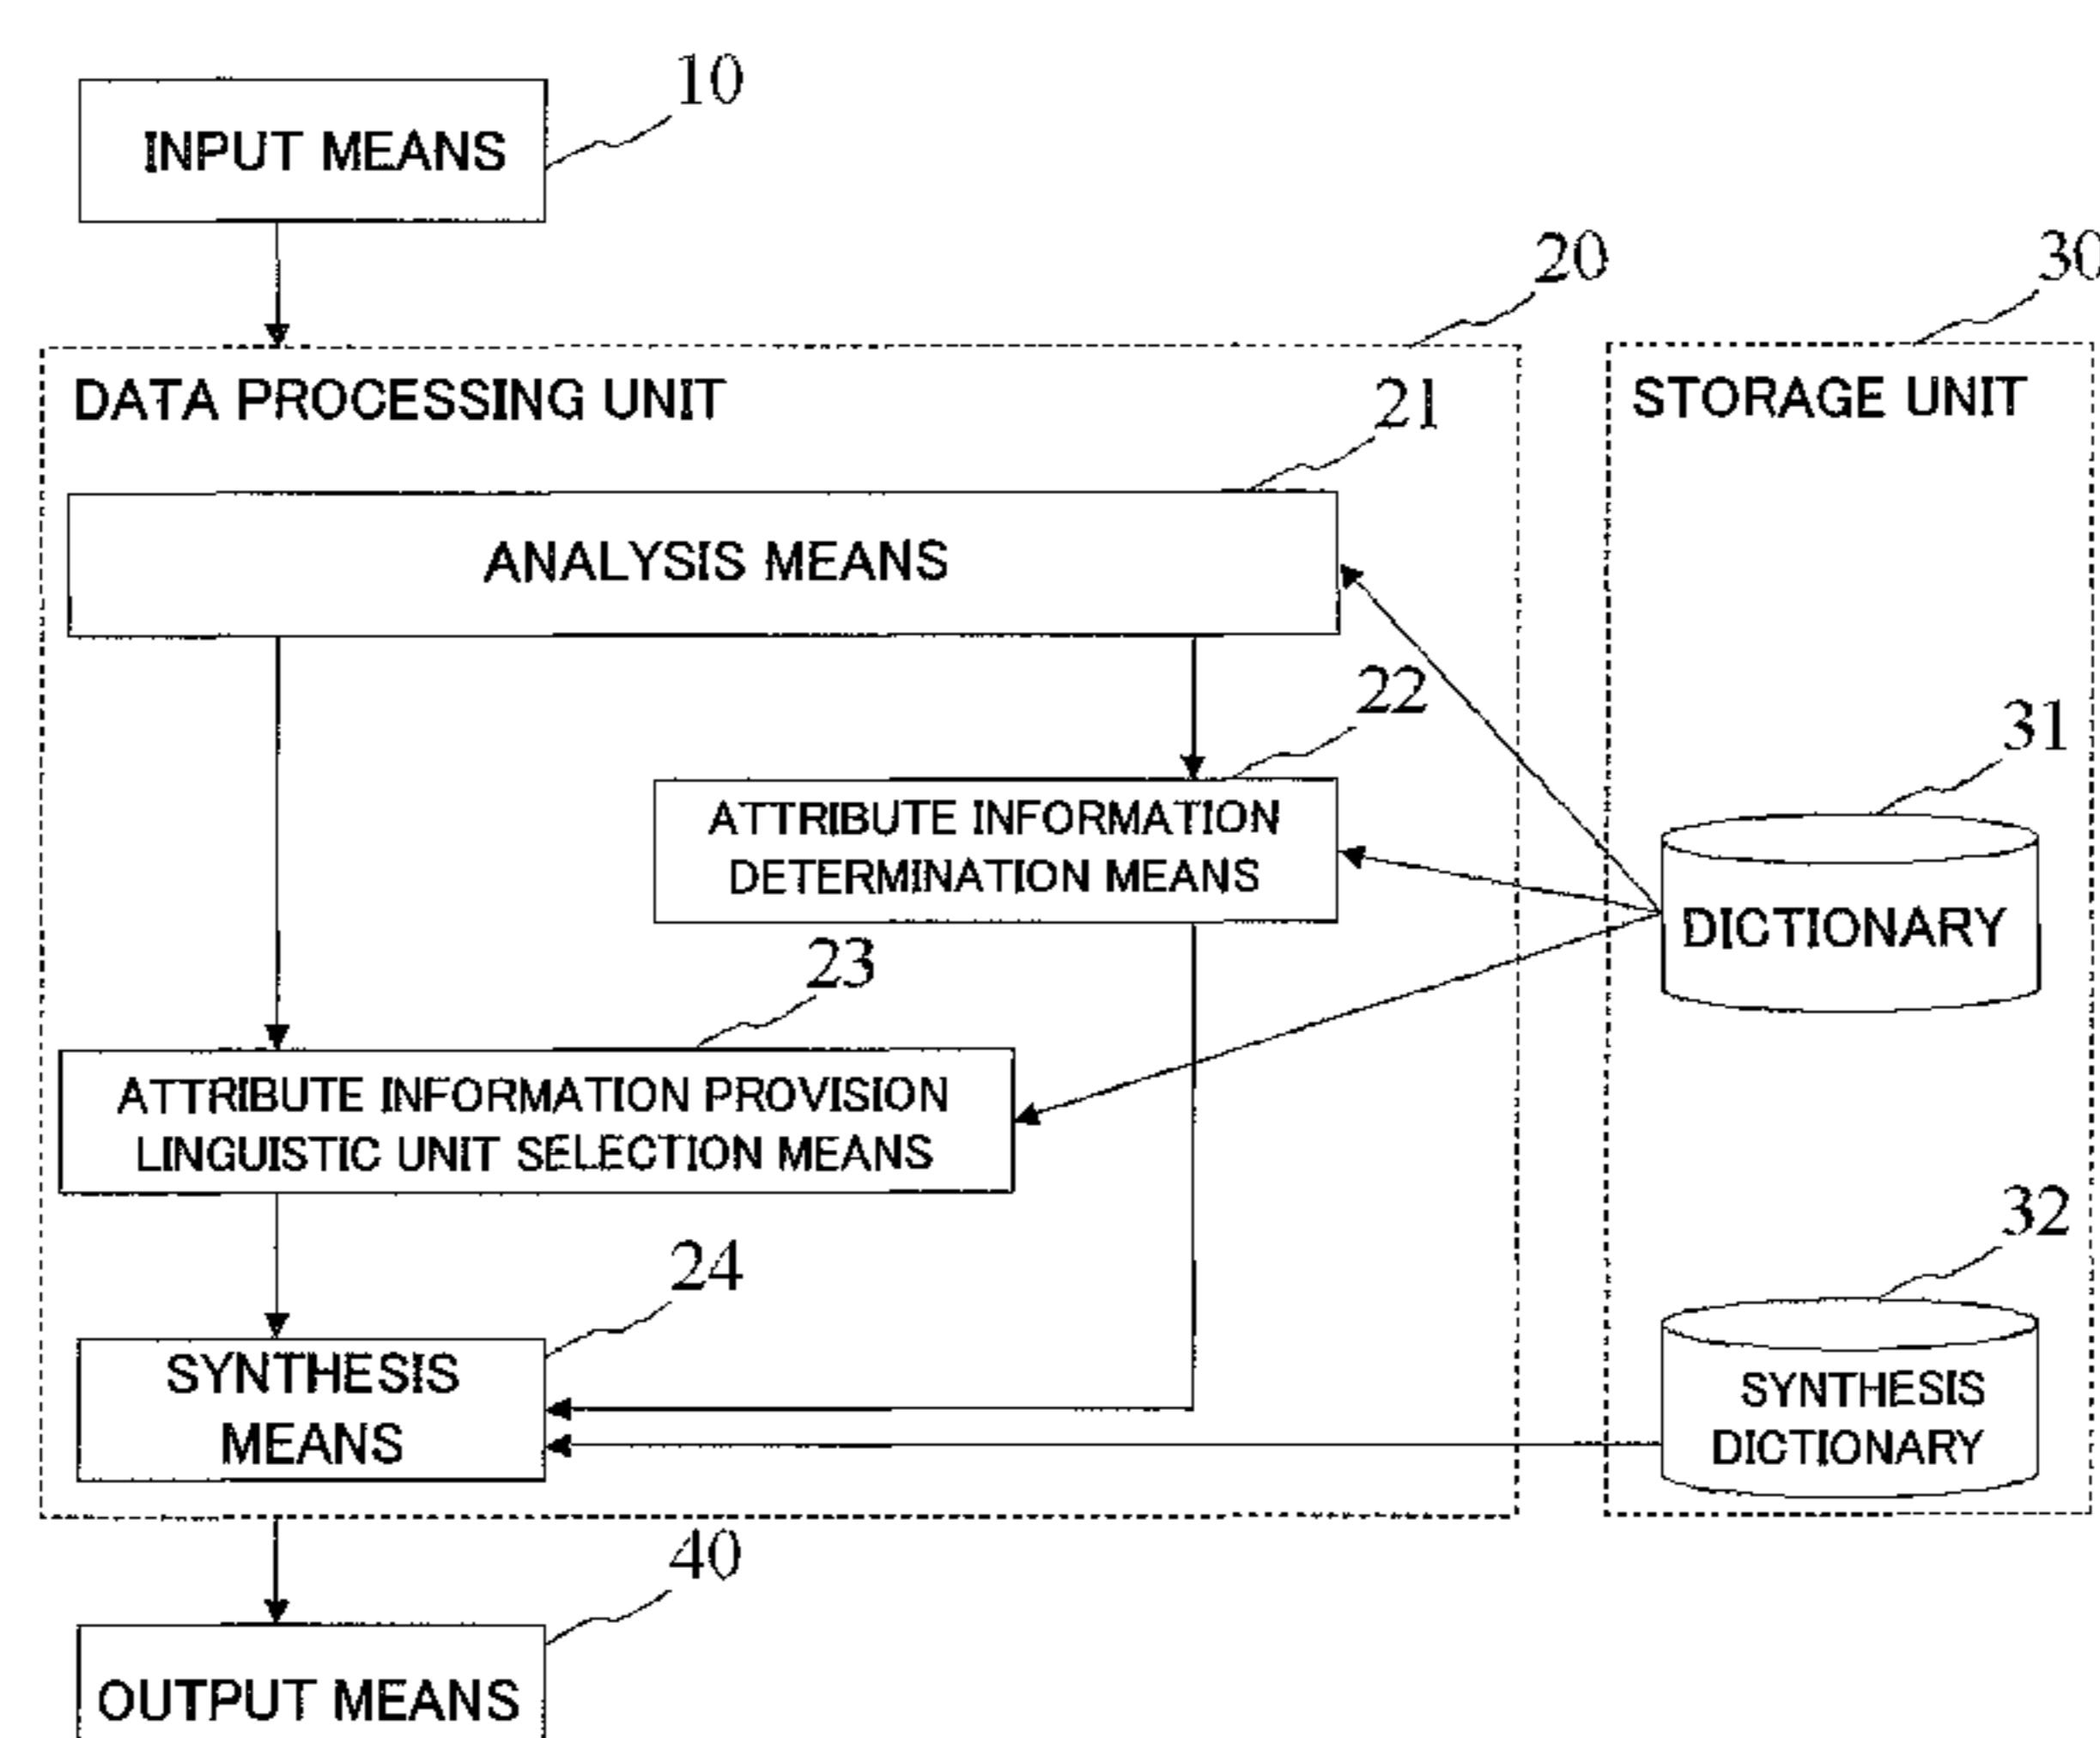 10
INPUT MEANS
20
30
DATA PROCESSING UNIT
STORAGE UNIT
21
ANALYSIS MEANS
22
31
ATTRIBUTE INFORMATION
DETERMINATION MEANS
DICTIONARY
23
ATTRIBUTE INFORMATION PROVISION
LINGUISTIC UNIT SELECTION MEANS
32
24
SYNTHESIS
MEANS
SYNTHESIS
DICTIONARY
40
OUTPUT MEANS